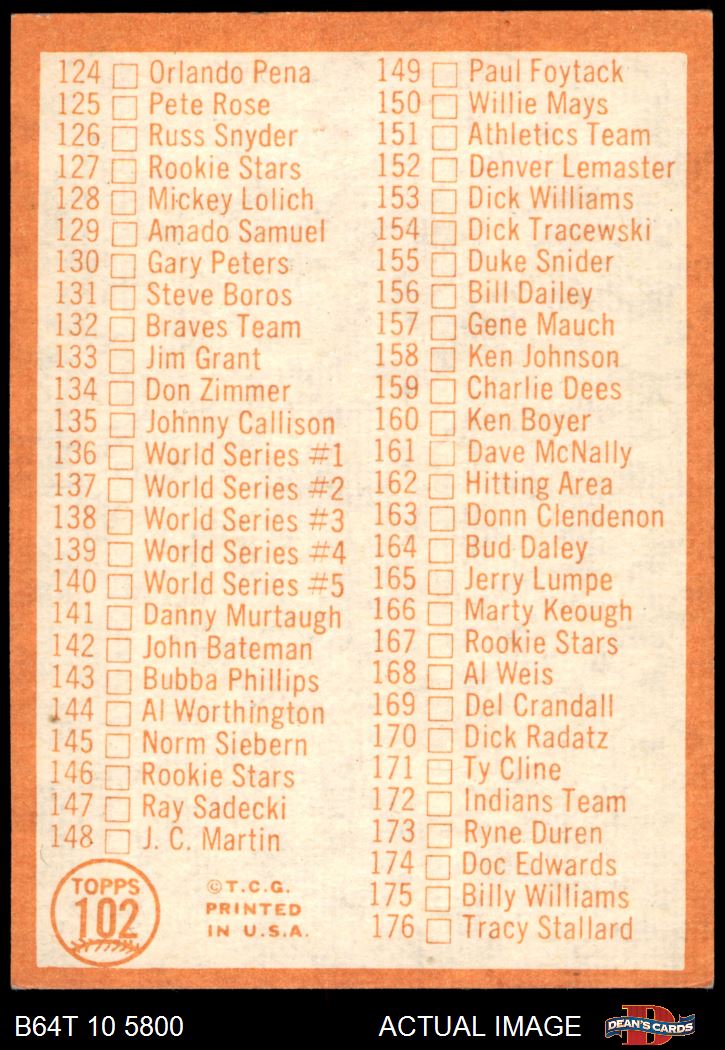 124 Orlando Pena
125 Pete Rose
126 Russ Snyder
127 Rookie Stars
128 Mickey Lolich
129 Amado Samuel
130 Gary Peters
131 Steve Boros
132 Braves Team
133 Jim Grant
134 Don Zimmer
135 Johnny Callison
136 World Series #1
137 World Series #2
138 World Series #3
139 World Series #4
140 World Series #5
141 Danny Murtaugh
142 John Bateman
143 Bubba Phillips
144 Al Worthington
145 Norm Siebern
146 Rookie Stars
147 Ray Sadecki
148 J. C. Martin
TOPPS
102
©T.C.G.
PRINTED
IN U.S.A.
149 Paul Foytack
150 Willie Mays
151 Athletics Team
152 Denver Lemaster
153 Dick Williams
154 Dick Tracewski
155 Duke Snider
156 Bill Dailey
157 Gene Mauch
158 Ken Johnson
159 Charlie Dees
160 Ken Boyer
161 Dave McNally
162 Hitting Area
163 Donn Clendenon
164 Bud Daley
165 Jerry Lumpe
166 Marty Keough
167 Rookie Stars
168 Al Weis
169 Del Crandall
170 Dick Radatz
171 Ty Cline
172 Indians Team
173 Ryne Duren
174 Doc Edwards
175 Billy Williams
176 Tracy Stallard
B64T 10 5800
ACTUAL IMAGE
D
DEAN'S CARDS